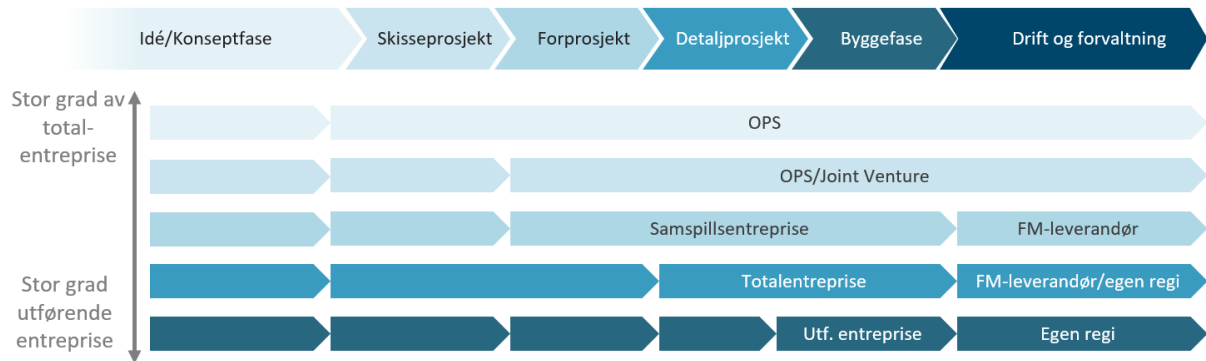 Idé/Konseptfase
Skisseprosjekt
Forprosjekt
Detaljprosjekt
Byggefase
Drift og forvaltning
Stor grad av
total-
entreprise
OPS
OPS/Joint Venture
Samspillsentreprise
FM-leverandør
Stor grad
utførende
entreprise
Totalentreprise
FM-leverandør/egen regi
Utf. entreprise
Egen regi